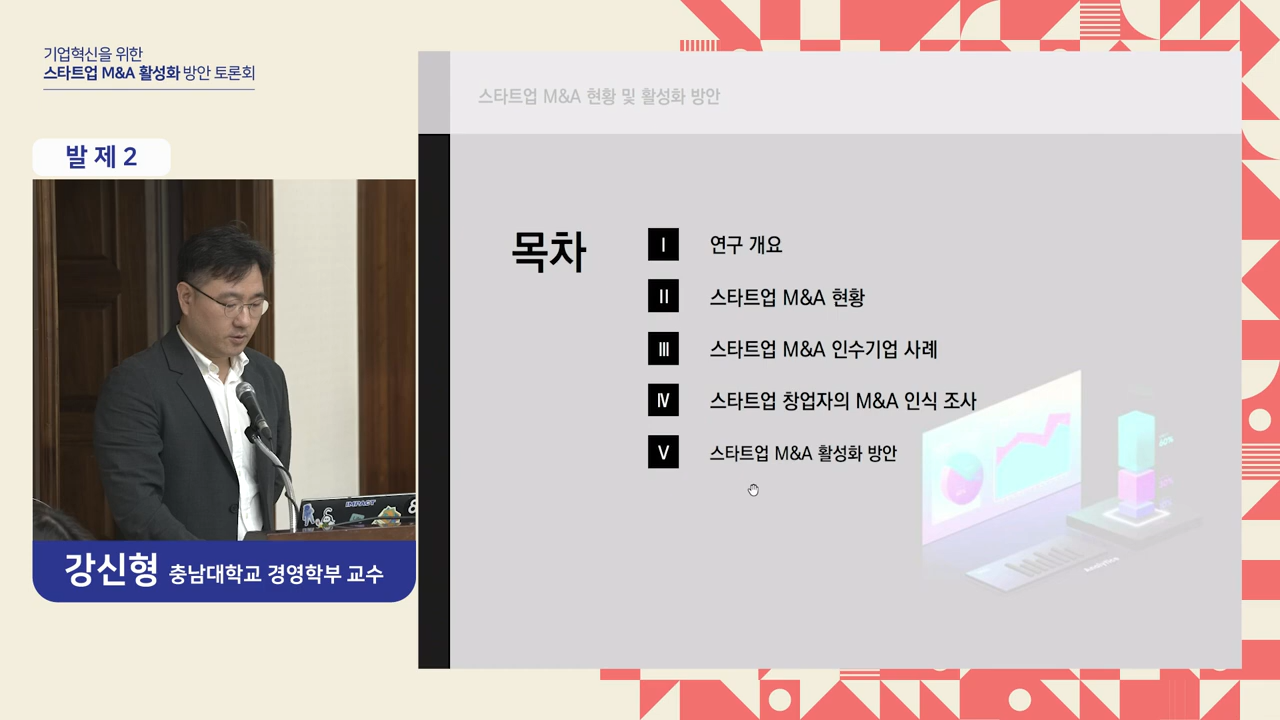 기업혁신을 위한
스타트업 M&A 활성화 방안 토론회
발 제 2
강신형 충남대학교 경영학부 교수
IMPACT
스타트업 M&A 현황 및 활성화 방안
목차
Ⅰ 연구 개요
Ⅱ 스타트업 M&A 현황
Ⅲ 스타트업 M&A 인수기업 사례
Ⅳ 스타트업 창업자의 M&A 인식 조사
Ⅴ 스타트업 M&A 활성화 방안
Analytics